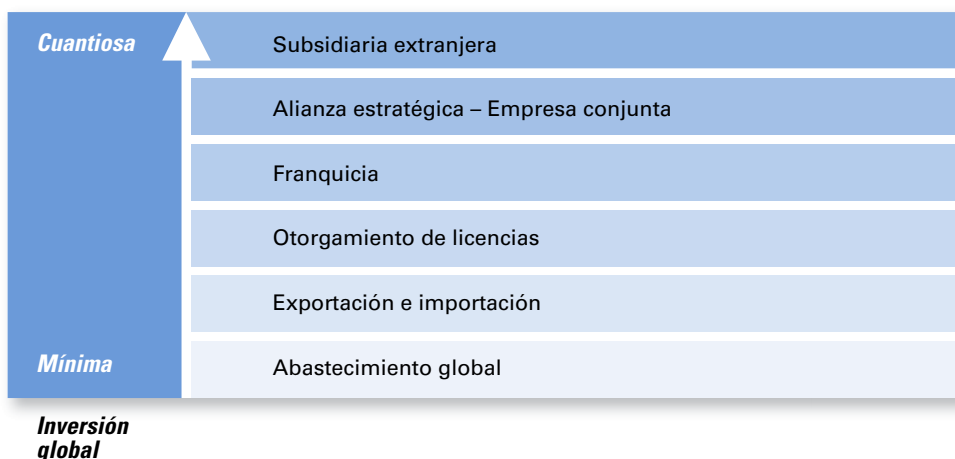 Cuantiosa
Subsidiaria extranjera
Alianza estratégica – Empresa conjunta
Franquicia
Otorgamiento de licencias
Exportación e importación
Mínima
Abastecimiento global
Inversión
global